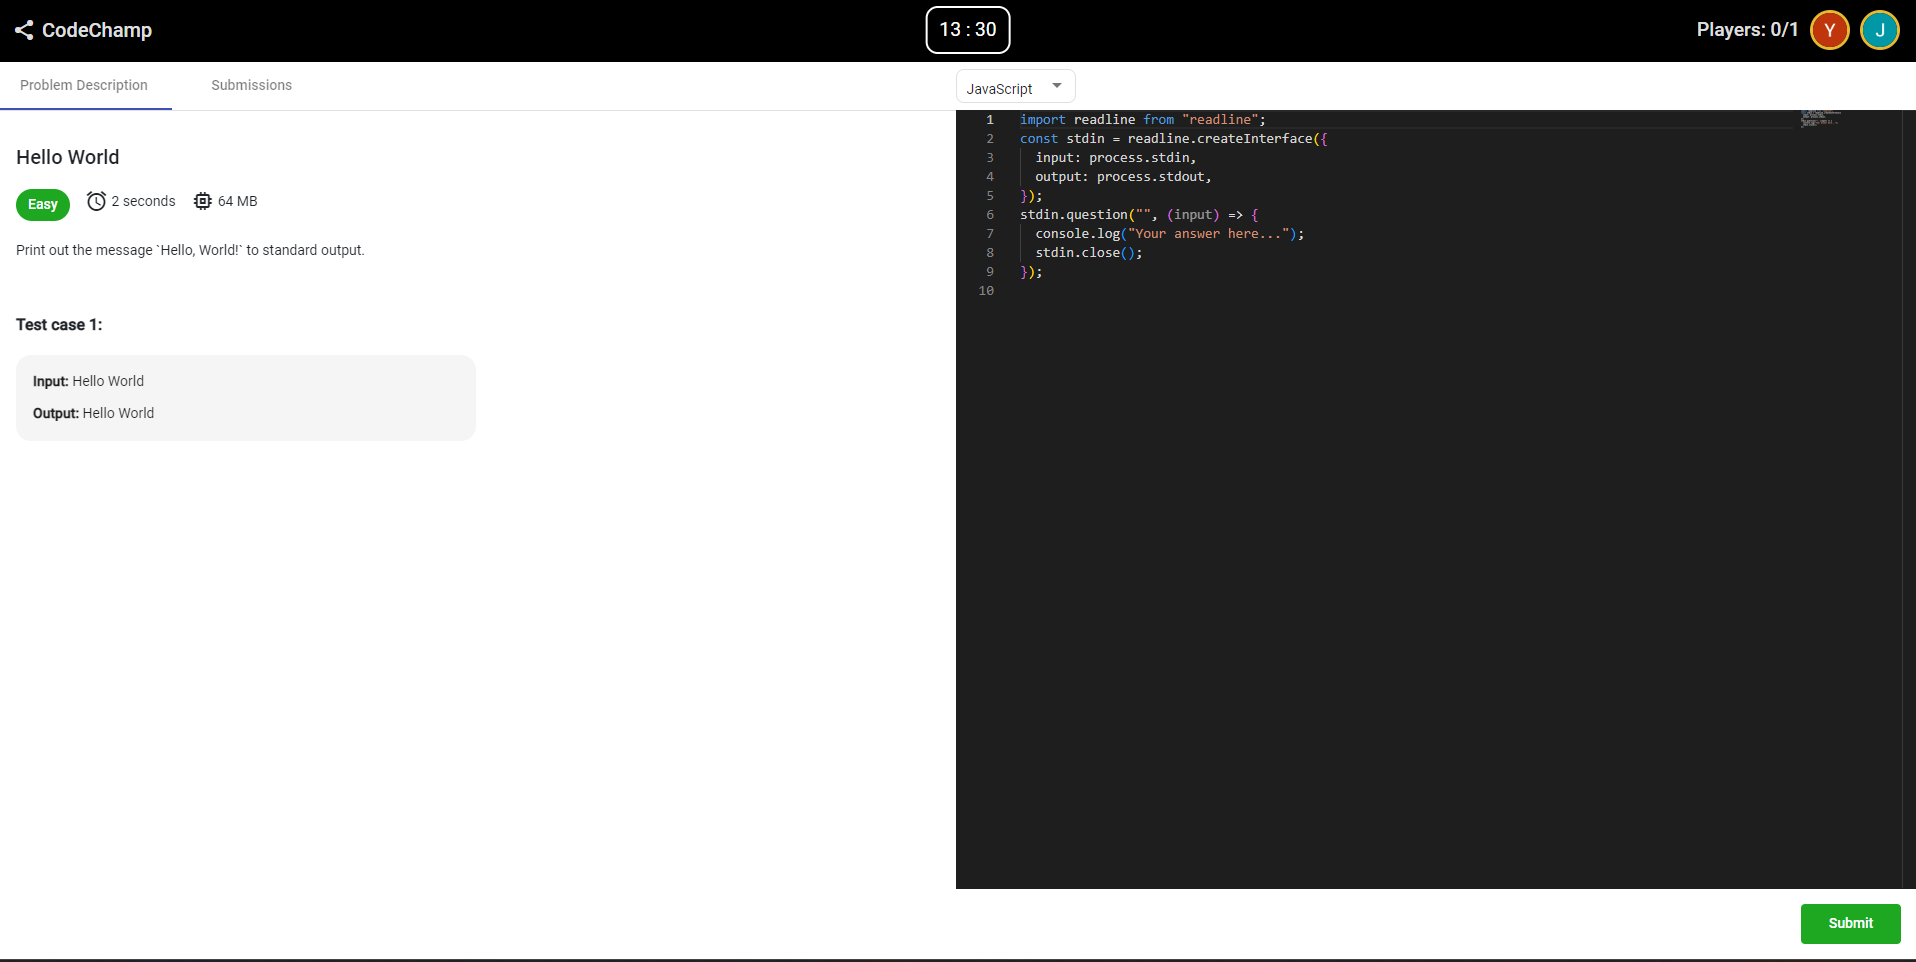 CodeChamp
13 : 30
Players: 0/1
Y
J
Problem Description
Submissions
Hello World
Easy
2 seconds
64 MB
Print out the message `Hello, World!` to standard output.
Test case 1:
Input: Hello World
Output: Hello World
JavaScript
1 import readline from "readline";
2 const stdin = readline.createInterface({
3   input: process.stdin,
4   output: process.stdout,
5 });
6 stdin.question("", (input) => {
7   console.log("Your answer here...");
8   stdin.close();
9 });
10
Submit